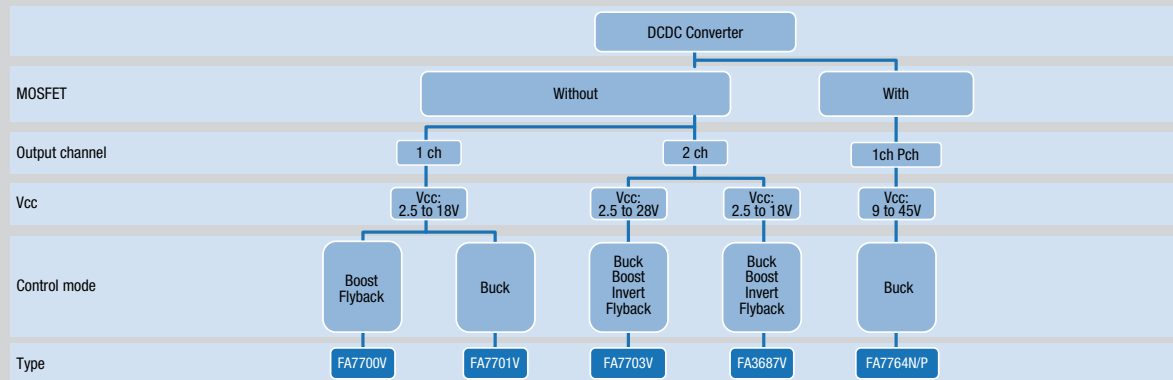 DCDC Converter
MOSFET
Without
With
Output channel
1 ch
2 ch
1ch Pch
Vcc
Vcc:
2.5 to 18V
Vcc:
2.5 to 28V
Vcc:
2.5 to 18V
Vcc:
9 to 45V
Control mode
Boost
Flyback
Buck
Buck
Boost
Invert
Flyback
Buck
Boost
Invert
Flyback
Buck
Type
FA7700V
FA7701V
FA7703V
FA3687V
FA7764N/P